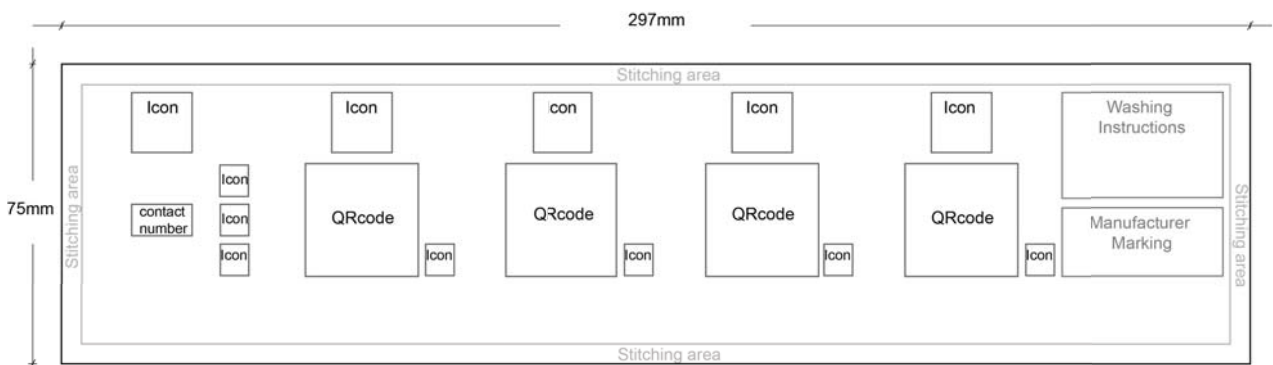 297mm
Stitching area
Icon
Icon
Icon
Icon
Icon
Washing
Instructions
75mm
Stitching area
contact
number
Icon
Icon
Icon
QRcode
Icon
QRcode
Icon
QRcode
Icon
QRcode
Icon
Manufacturer
Marking
Stitching area
Stitching area